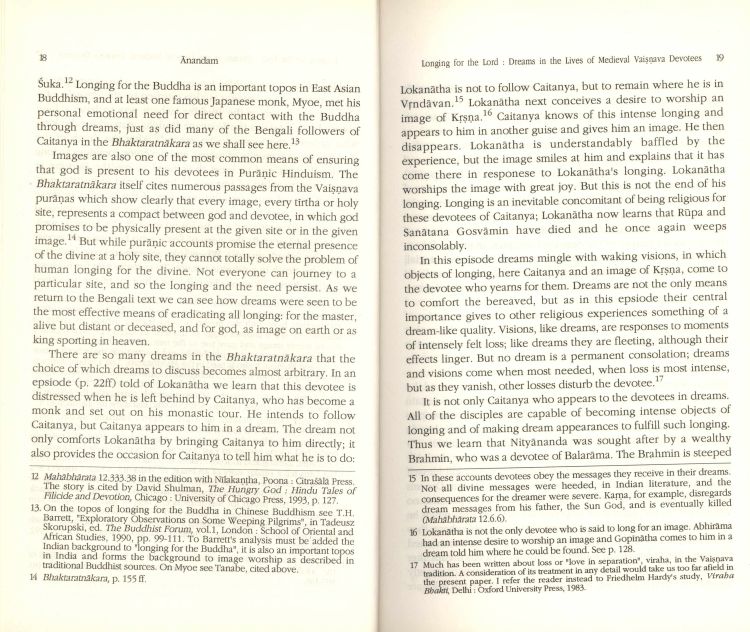 18
Ānandam
Śuka.12 Longing for the Buddha is an important topos in East Asian
Buddhism, and at least one famous Japanese monk, Myoe, met his
personal emotional need for direct contact with the Buddha
through dreams, just as did many of the Bengali followers of
Caitanya in the Bhaktaratnākara as we shall see here.13
Images are also one of the most common means of ensuring
that god is present to his devotees in Purāṇic Hinduism. The
Bhaktaratnākara itself cites numerous passages from the Vaiṣṇava
purāṇas which show clearly that every image, every tirtha or holy
site, represents a compact between god and devotee, in which god
promises to be physically present at the given site or in the given
image.14 But while purāṇic accounts promise the eternal presence
of the divine at a holy site, they cannot totally solve the problem of
human longing for the divine. Not everyone can journey to a
particular site, and so the longing and the need persist. As we
return to the Bengali text we can see how dreams were seen to be
the most effective means of eradicating all longing: for the master,
alive but distant or deceased, and for god, as image on earth or as
king sporting in heaven.
There are so many dreams in the Bhaktaratnākara that the
choice of which dreams to discuss becomes almost arbitrary. In an
epsiode (p. 22ff) told of Lokanātha we learn that this devotee is
distressed when he is left behind by Caitanya, who has become a
monk and set out on his monastic tour. He intends to follow
Caitanya, but Caitanya appears to him in a dream. The dream not
only comforts Lokanātha by bringing Caitanya to him directly; it
also provides the occasion for Caitanya to tell him what he is to do:
12 Mahābhārata 12.333.38 in the edition with Nīlakaṇṭha, Poona : Citraśālā Press.
The story is cited by David Shulman, The Hungry God : Hindu Tales of
Filicide and Devotion, Chicago : University of Chicago Press, 1993, p. 127.
13. On the topos of longing for the Buddha in Chinese Buddhism see T.H.
Barrett, "Exploratory Observations on Some Weeping Pilgrims", in Tadeusz
Skorupski, ed. The Buddhist Forum, vol.1, London : School of Oriental and
African Studies, 1990, pp. 99-111. To Barrett's analysis must be added the
Indian background to "longing for the Buddha", it is also an important topos
in India and forms the background to image worship as described in
traditional Buddhist sources. On Myoe see Tanabe, cited above.
14 Bhaktaratnākara, p. 155 ff.
Longing for the Lord : Dreams in the Lives of Medieval Vaiṣṇava Devotees
19
Lokanātha is not to follow Caitanya, but to remain where he is in
Vṛndāvan.15 Lokanātha next conceives a desire to worship an
image of Kṛṣṇa.16 Caitanya knows of this intense longing and
appears to him in another guise and gives him an image. He then
disappears. Lokanātha is understandably baffled by the
experience, but the image smiles at him and explains that it has
come there in responese to Lokanātha's longing. Lokanātha
worships the image with great joy. But this is not the end of his
longing. Longing is an inevitable concomitant of being religious for
these devotees of Caitanya; Lokanātha now learns that Rūpa and
Sanātana Gosvāmin have died and he once again weeps
inconsolably.
In this episode dreams mingle with waking visions, in which
objects of longing, here Caitanya and an image of Kṛṣṇa, come to
the devotee who yearns for them. Dreams are not the only means
to comfort the bereaved, but as in this epsiode their central
importance gives to other religious experiences something of a
dream-like quality. Visions, like dreams, are responses to moments
of intensely felt loss; like dreams they are fleeting, although their
effects linger. But no dream is a permanent consolation; dreams
and visions come when most needed, when loss is most intense,
but as they vanish, other losses disturb the devotee.17
It is not only Caitanya who appears to the devotees in dreams.
All of the disciples are capable of becoming intense objects of
longing and of making dream appearances to fulfill such longing.
Thus we learn that Nityānanda was sought after by a wealthy
Brahmin, who was a devotee of Balarāma. The Brahmin is steeped
15 In these accounts devotees obey the messages they receive in their dreams.
Not all divine messages were heeded, in Indian literature, and the
consequences for the dreamer were severe. Karṇa, for example, disregards
dream messages from his father, the Sun God, and is eventually killed
(Mahābhārata 12.6.6).
16 Lokanātha is not the only devotee who is said to long for an image. Abhirāma
had an intense desire to worship an image and Gopīnātha comes to him in a
dream told him where he could be found. See p. 128.
17 Much has been written about loss or "love in separation", viraha, in the Vaiṣṇava
tradition. A consideration of its treatment in any detail would take us too far afield in
the present paper. I refer the reader instead to Friedhelm Hardy's study, Viraha
Bhakti, Delhi : Oxford University Press, 1983.